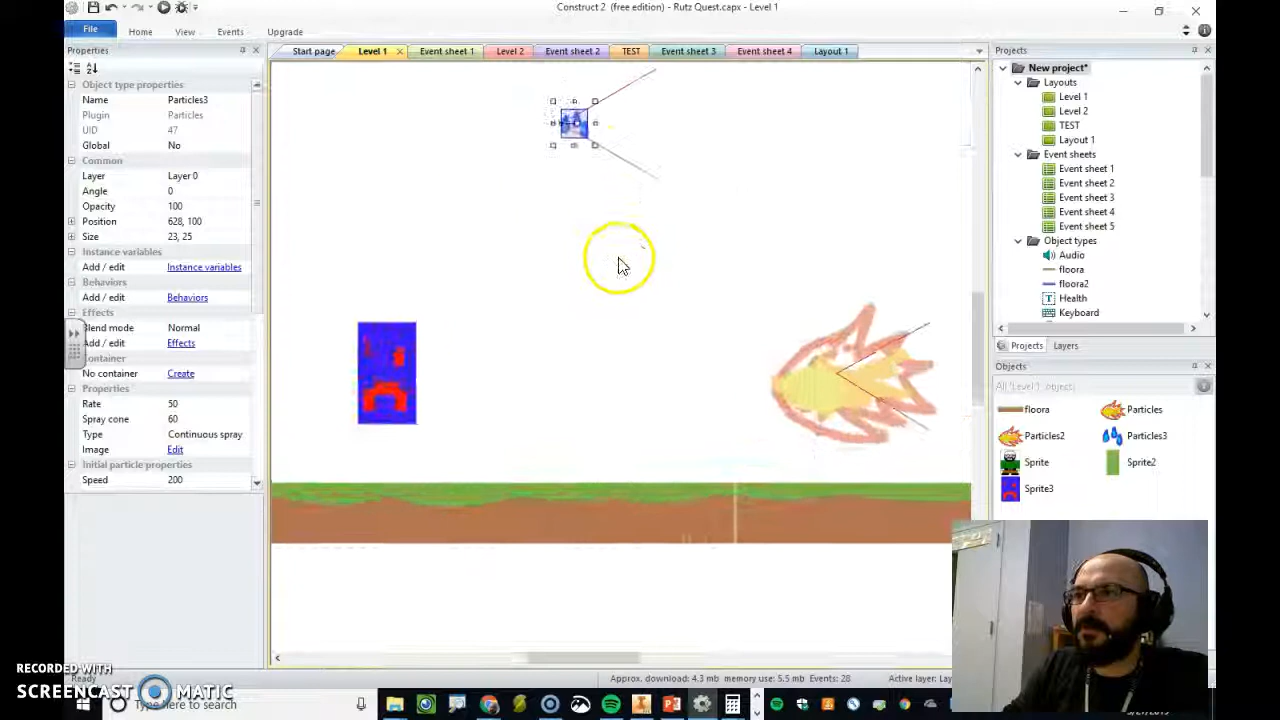 Construct 2 (free edition) - Rutz Quest.capx - Level 1
File
Home
View
Events
Upgrade
Properties
Start page
Level 1
Event sheet 1
Level 2
Event sheet 2
TEST
Event sheet 3
Event sheet 4
Layout 1
Object type properties
Name Particles3
Plugin Particles
UID 47
Global No
Common
Layer Layer 0
Angle 0
Opacity 100
Position 628, 100
Size 23, 25
Instance variables
Add / edit Instance variables
Behaviors
Add / edit Behaviors
Effects
Blend mode Normal
Add / edit Effects
Container
No container Create
Properties
Rate 50
Spray cone 60
Type Continuous spray
Image Edit
Initial particle properties
Speed 200
Projects
New project*
Layouts
Level 1
Level 2
TEST
Layout 1
Event sheets
Event sheet 1
Event sheet 2
Event sheet 3
Event sheet 4
Event sheet 5
Object types
Audio
floora
floora2
Health
Keyboard
Projects
Layers
Objects
All 'Level 1' objects
floora
Particles
Particles2
Particles3
Sprite
Sprite2
Sprite3
Ready
Approx. download: 4.3 mb
memory use: 5.5 mb
Events: 28
Active layer:
RECORDED WITH
SCREENCAST MATIC
Type here to search